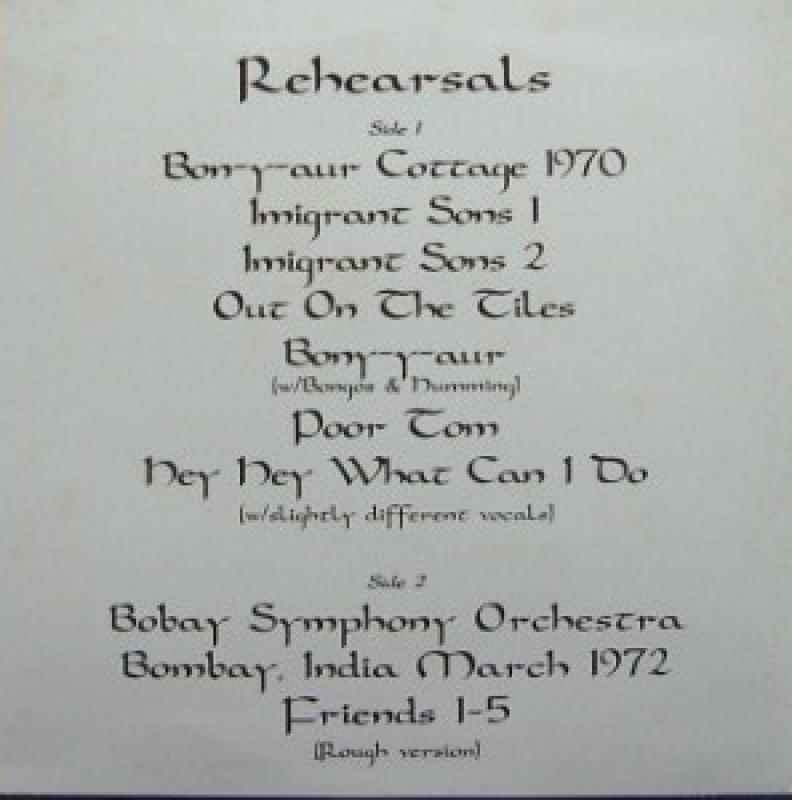 Rehearsals
Side 1
Bon-y-aur Cottage 1970
Imigrant Sons 1
Imigrant Sons 2
Out On The Tiles
Bony-y-aur
(w/Bongos & Humming)
Poor Tom
Hey Hey What Can I Do
(w/slightly different vocals)
Side 2
Bobay Symphony Orchestra
Bombay, India March 1972
Friends 1-5
(Rough version)